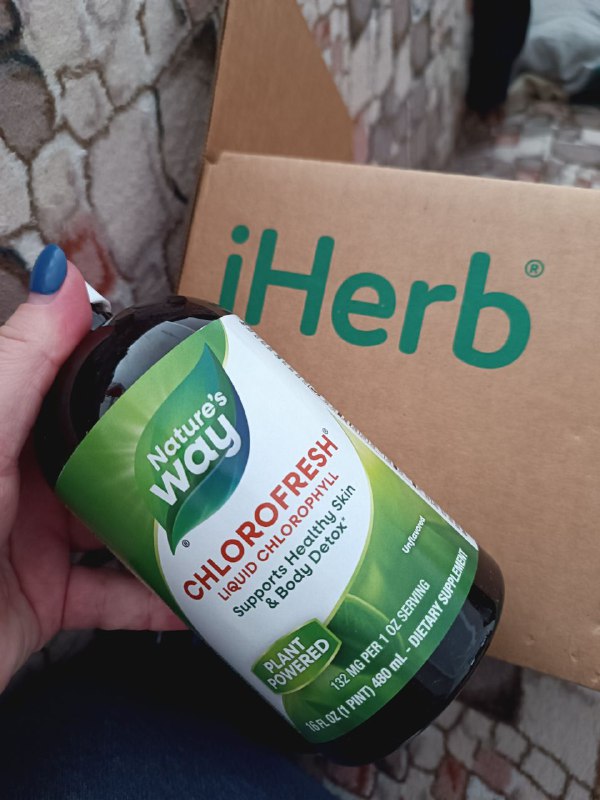 iHerb®
Nature's
Way®
CHLOROFRESH®
LIQUID CHLOROPHYLL
Supports Healthy Skin
& Body Detox*
Unflavored
PLANT
POWERED
132 MG PER 1 OZ SERVING
16 FL OZ (1 PINT) 480 mL - DIETARY SUPPLEMENT